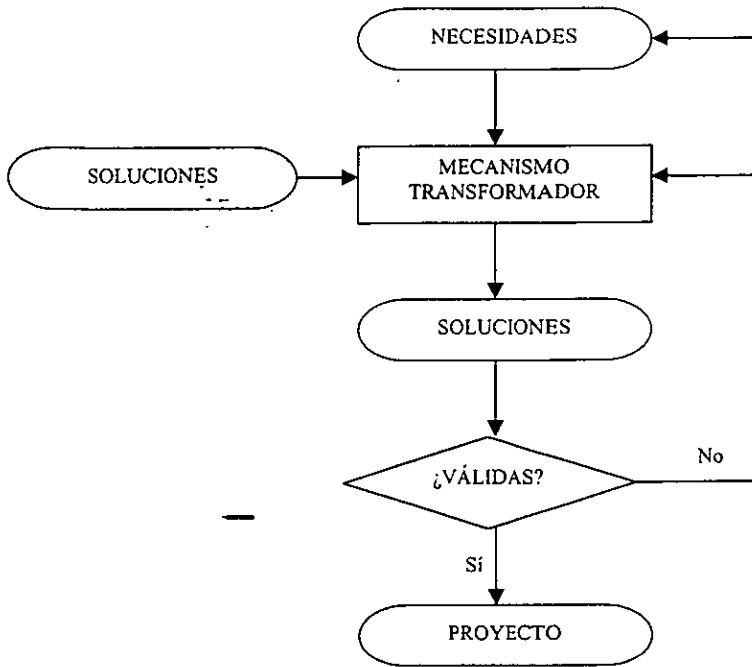 NECESIDADES
SOLUCIONES
MECANISMO
TRANSFORMADOR
SOLUCIONES
¿VÁLIDAS?
No
Sí
PROYECTO